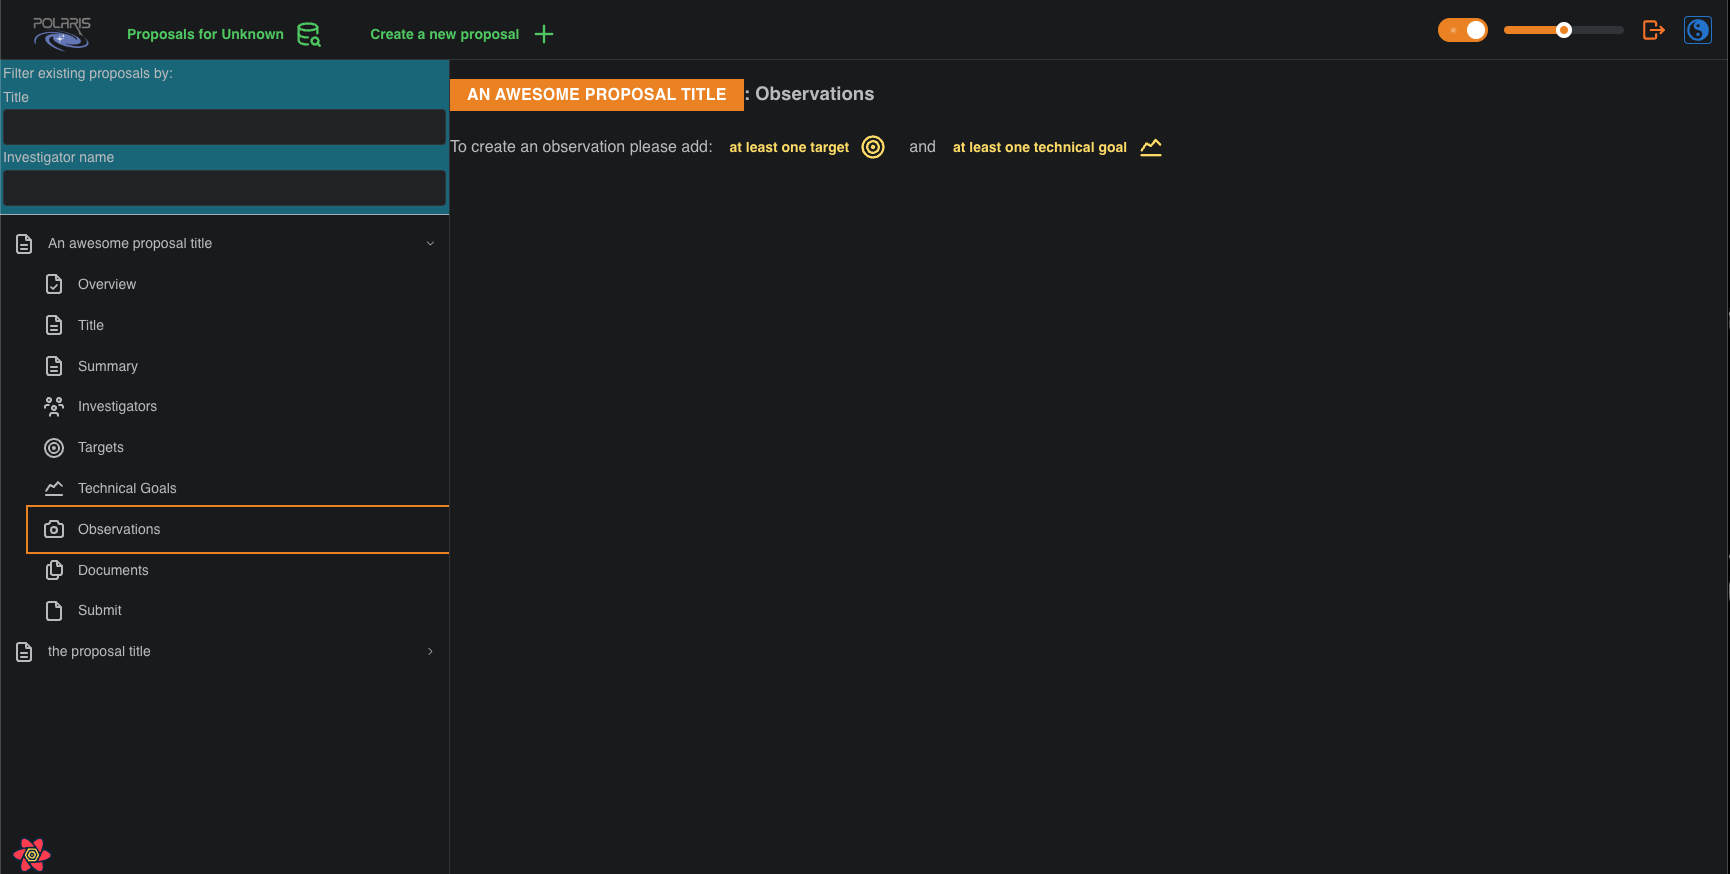 POLARIS
Proposals for Unknown
Create a new proposal
Filter existing proposals by:
Title
Investigator name
An awesome proposal title
Overview
Title
Summary
Investigators
Targets
Technical Goals
Observations
Documents
Submit
the proposal title
AN AWESOME PROPOSAL TITLE : Observations
To create an observation please add: at least one target and at least one technical goal